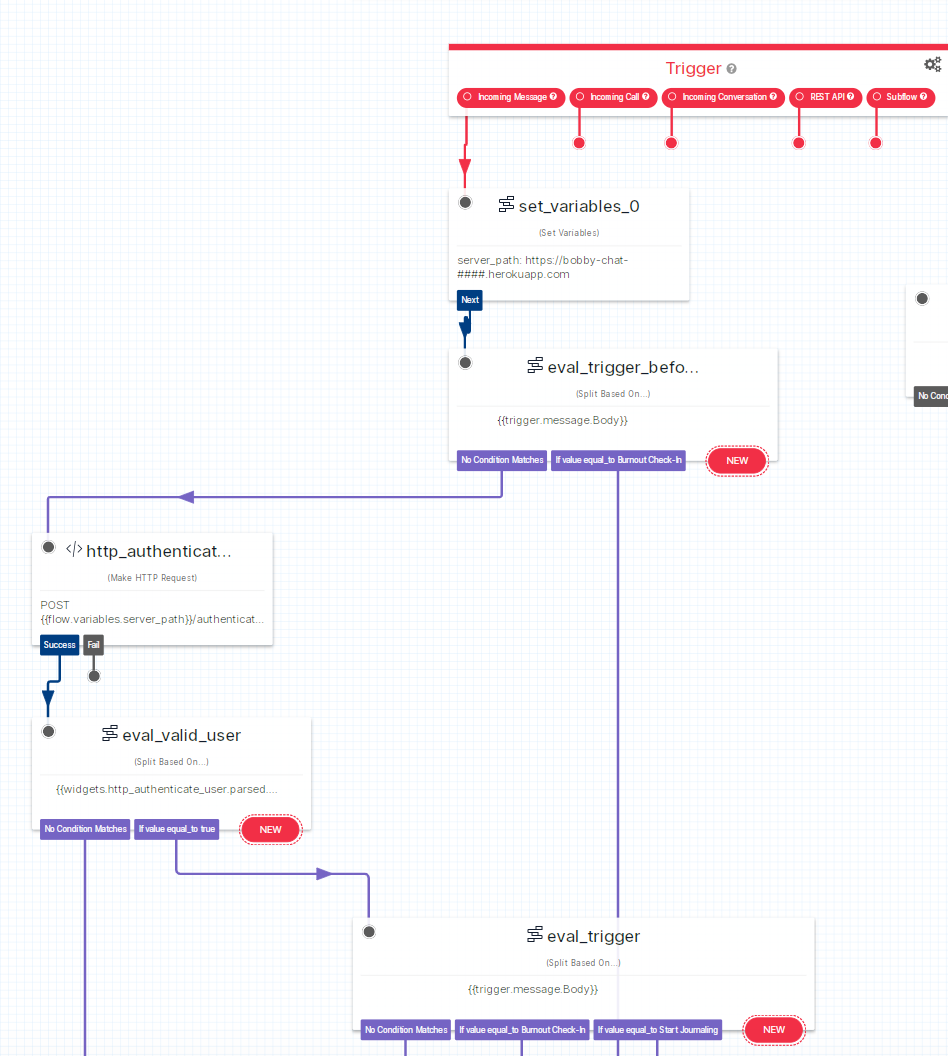 Trigger
Incoming Message
Incoming Call
Incoming Conversation
REST API
Subflow
set_variables_0
(Set Variables)
server_path: https://bobby-chat-
####.herokuapp.com
Next
eval_trigger_befo...
(Split Based On...)
{{trigger.message.Body}}
No Condition Matches
If value equal_to Burnout Check-In
NEW
No Cond
http_authenticat...
(Make HTTP Request)
POST
{{flow.variables.server_path}}/authenticat...
Success
Fail
eval_valid_user
(Split Based On...)
{{widgets.http_authenticate_user.parsed....
No Condition Matches
If value equal_to true
NEW
eval_trigger
(Split Based On...)
{{trigger.message.Body}}
No Condition Matches
If value equal_to Burnout Check-In
If value equal_to Start Journaling
NEW